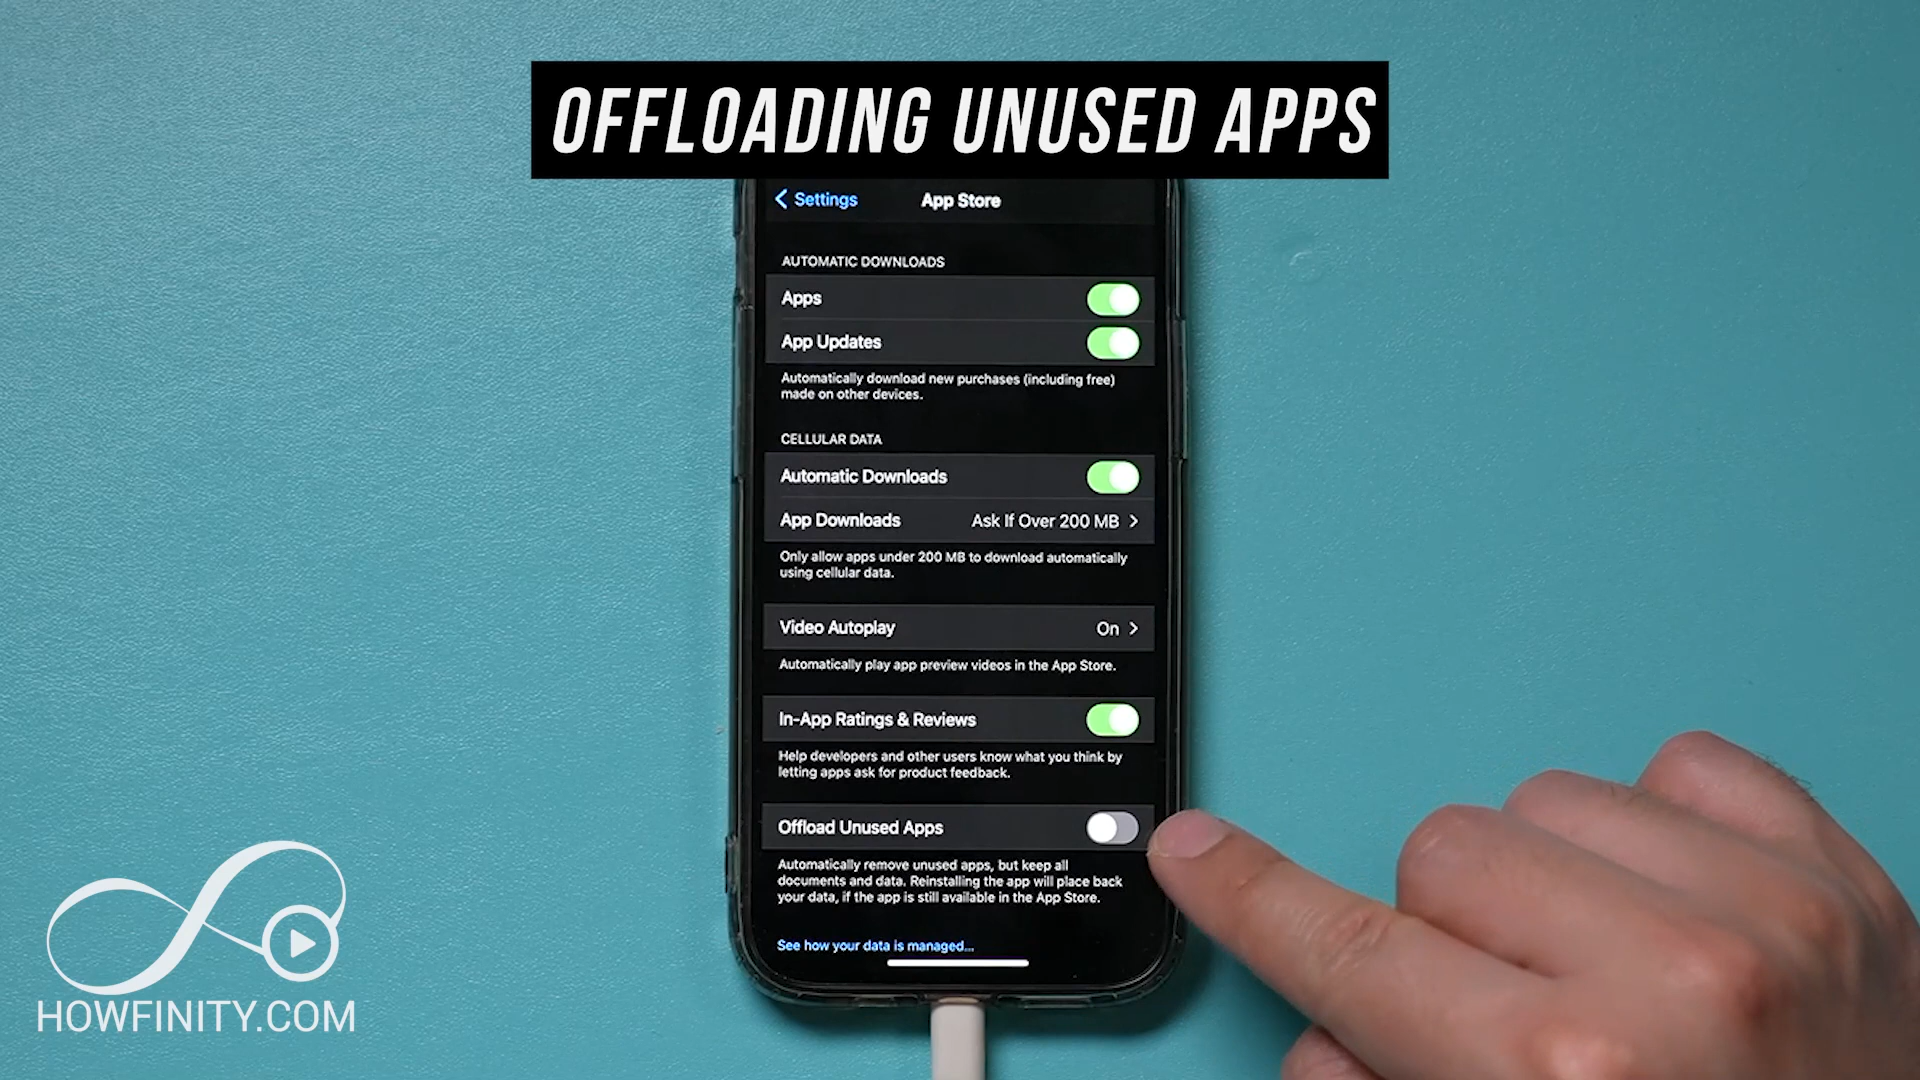 OFFLOADING UNUSED APPS
Settings
App Store
AUTOMATIC DOWNLOADS
Apps
App Updates
Automatically download new purchases (including free)
made on other devices.
CELLULAR DATA
Automatic Downloads
App Downloads Ask If Over 200 MB
Only allow apps under 200 MB to download automatically
using cellular data.
Video Autoplay On
Automatically play app preview videos in the App Store.
In-App Ratings & Reviews
Help developers and other users know what you think by
letting apps ask for product feedback.
Offload Unused Apps
Automatically remove unused apps, but keep all
documents and data. Reinstalling the app will place back
your data, if the app is still available in the App Store.
See how your data is managed...
HOWFINITY.COM